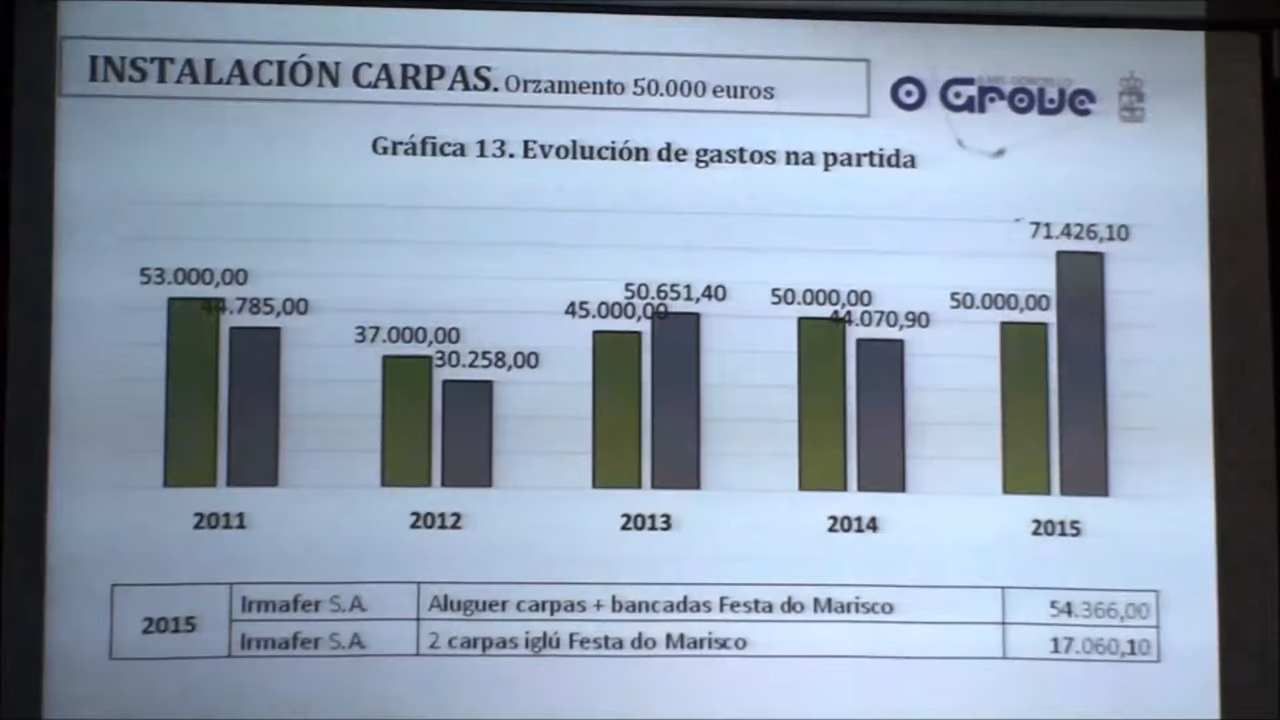 INSTALACIÓN CARPAS. Orzamento 50.000 euros
O Grove
Gráfica 13. Evolución de gastos na partida
53.000,00
44.785,00
37.000,00
30.258,00
45.000,00
50.651,40
50.000,00
44.070,90
50.000,00
71.426,10
2011
2012
2013
2014
2015
2015
Irmafer S.A.
Aluguer carpas + bancadas Festa do Marisco
54.366,00
Irmafer S.A.
2 carpas iglú Festa do Marisco
17.060,10